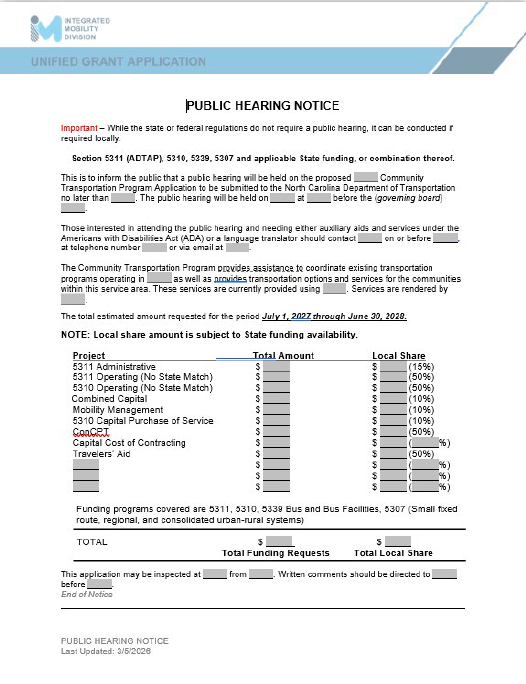 INTEGRATED
MOBILITY
DIVISION
UNIFIED GRANT APPLICATION
PUBLIC HEARING NOTICE
Important – While the state or federal regulations do not require a public hearing, it can be conducted if
required locally.
Section 5311 (ADTAP), 5310, 5339, 5307 and applicable State funding, or combination thereof.
This is to inform the public that a public hearing will be held on the proposed Community
Transportation Program Application to be submitted to the North Carolina Department of Transportation
no later than . The public hearing will be held on at before the (governing board)
.
Those interested in attending the public hearing and needing either auxiliary aids and services under the
Americans with Disabilities Act (ADA) or a language translator should contact on or before ,
at telephone number or via email at .
The Community Transportation Program provides assistance to coordinate existing transportation
programs operating in as well as provides transportation options and services for the communities
within this service area. These services are currently provided using . Services are rendered by
.
The total estimated amount requested for the period July 1, 2027 through June 30, 2028.
NOTE: Local share amount is subject to State funding availability.
Project Total Amount Local Share
5311 Administrative $ $ (15%)
5311 Operating (No State Match) $ $ (50%)
5310 Operating (No State Match) $ $ (50%)
Combined Capital $ $ (10%)
Mobility Management $ $ (10%)
5310 Capital Purchase of Service $ $ (10%)
ConCPT $ $ (50%)
Capital Cost of Contracting $ $ ( %)
Travelers' Aid $ $ (50%)
$ $ ( %)
$ $ ( %)
$ $ ( %)
Funding programs covered are 5311, 5310, 5339 Bus and Bus Facilities, 5307 (Small fixed
route, regional, and consolidated urban-rural systems)
TOTAL $ $
Total Funding Requests Total Local Share
This application may be inspected at from . Written comments should be directed to
before .
End of Notice
PUBLIC HEARING NOTICE
Last Updated: 3/5/2026